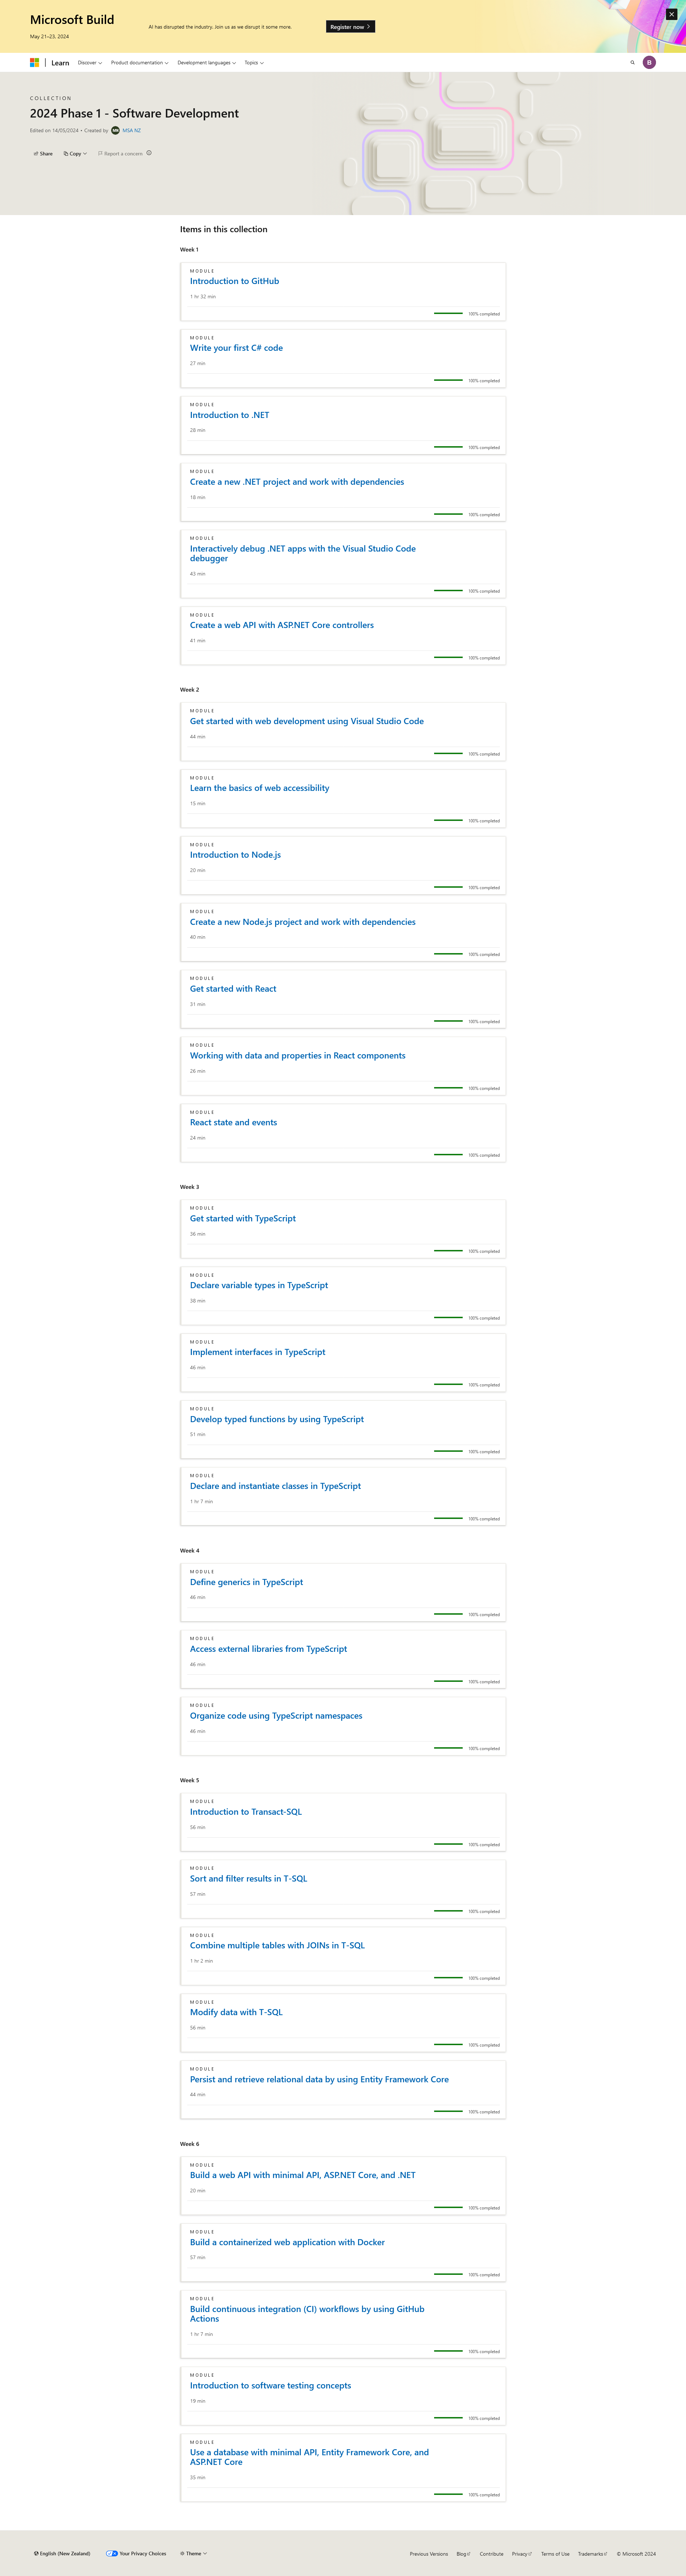 Microsoft Build
May 21–23, 2024
AI has disrupted the industry, Join us as we disrupt it some more.
Register now
Learn
Discover
Product documentation
Development languages
Topics
B
COLLECTION
2024 Phase 1 - Software Development
Edited on 14/05/2024 • Created by MN MSA NZ
Share
Copy
Report a concern
Items in this collection
Week 1
MODULE
Introduction to GitHub
1 hr 32 min
100% completed
MODULE
Write your first C# code
27 min
100% completed
MODULE
Introduction to .NET
28 min
100% completed
MODULE
Create a new .NET project and work with dependencies
18 min
100% completed
MODULE
Interactively debug .NET apps with the Visual Studio Code
debugger
43 min
100% completed
MODULE
Create a web API with ASP.NET Core controllers
41 min
100% completed
Week 2
MODULE
Get started with web development using Visual Studio Code
44 min
100% completed
MODULE
Learn the basics of web accessibility
15 min
100% completed
MODULE
Introduction to Node.js
20 min
100% completed
MODULE
Create a new Node.js project and work with dependencies
40 min
100% completed
MODULE
Get started with React
31 min
100% completed
MODULE
Working with data and properties in React components
26 min
100% completed
MODULE
React state and events
24 min
100% completed
Week 3
MODULE
Get started with TypeScript
36 min
100% completed
MODULE
Declare variable types in TypeScript
38 min
100% completed
MODULE
Implement interfaces in TypeScript
46 min
100% completed
MODULE
Develop typed functions by using TypeScript
51 min
100% completed
MODULE
Declare and instantiate classes in TypeScript
1 hr 7 min
100% completed
Week 4
MODULE
Define generics in TypeScript
46 min
100% completed
MODULE
Access external libraries from TypeScript
46 min
100% completed
MODULE
Organize code using TypeScript namespaces
46 min
100% completed
Week 5
MODULE
Introduction to Transact-SQL
56 min
100% completed
MODULE
Sort and filter results in T-SQL
57 min
100% completed
MODULE
Combine multiple tables with JOINs in T-SQL
1 hr 2 min
100% completed
MODULE
Modify data with T-SQL
56 min
100% completed
MODULE
Persist and retrieve relational data by using Entity Framework Core
44 min
100% completed
Week 6
MODULE
Build a web API with minimal API, ASP.NET Core, and .NET
20 min
100% completed
MODULE
Build a containerized web application with Docker
57 min
100% completed
MODULE
Build continuous integration (CI) workflows by using GitHub
Actions
1 hr 7 min
100% completed
MODULE
Introduction to software testing concepts
19 min
100% completed
MODULE
Use a database with minimal API, Entity Framework Core, and
ASP.NET Core
35 min
100% completed
English (New Zealand)
Your Privacy Choices
Theme
Previous Versions
Blog
Contribute
Privacy
Terms of Use
Trademarks
© Microsoft 2024